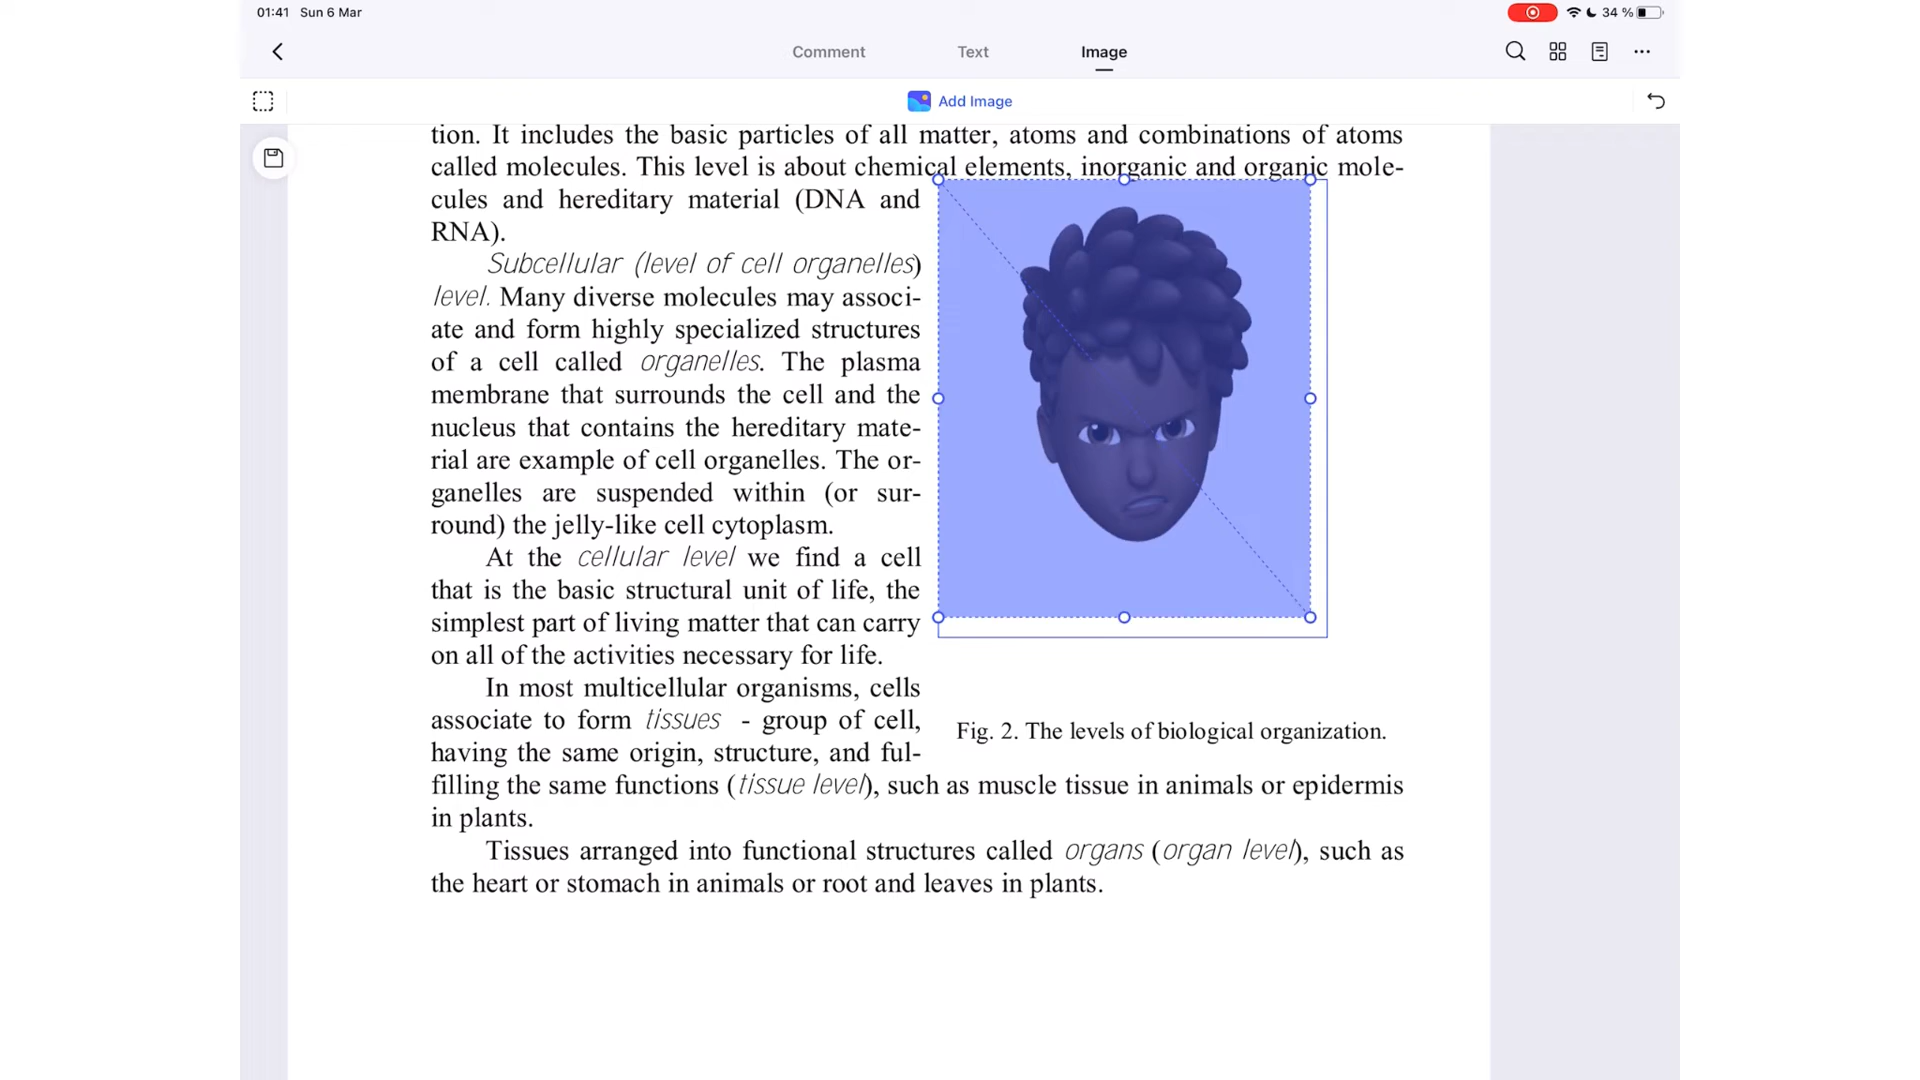 01:41 Sun 6 Mar
34 %
Comment Text Image
Add Image
tion. It includes the basic particles of all matter, atoms and combinations of atoms
called molecules. This level is about chemical elements, inorganic and organic mole-
cules and hereditary material (DNA and
RNA).
Subcellular (level of cell organelles)
level. Many diverse molecules may associ-
ate and form highly specialized structures
of a cell called organelles. The plasma
membrane that surrounds the cell and the
nucleus that contains the hereditary mate-
rial are example of cell organelles. The or-
ganelles are suspended within (or sur-
round) the jelly-like cell cytoplasm.
At the cellular level we find a cell
that is the basic structural unit of life, the
simplest part of living matter that can carry
on all of the activities necessary for life.
In most multicellular organisms, cells
associate to form tissues - group of cell,
having the same origin, structure, and ful-
filling the same functions (tissue level), such as muscle tissue in animals or epidermis
in plants.
Fig. 2. The levels of biological organization.
Tissues arranged into functional structures called organs (organ level), such as
the heart or stomach in animals or root and leaves in plants.